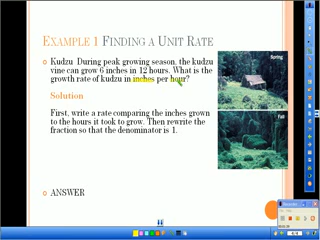 EXAMPLE 1 FINDING A UNIT RATE
Kudzu During peak growing season, the kudzu
vine can grow 6 inches in 12 hours. What is the
growth rate of kudzu in inches per hour?
Spring
Solution
First, write a rate comparing the inches grown
to the hours it took to grow. Then rewrite the
fraction so that the denominator is 1.
Fall
ANSWER